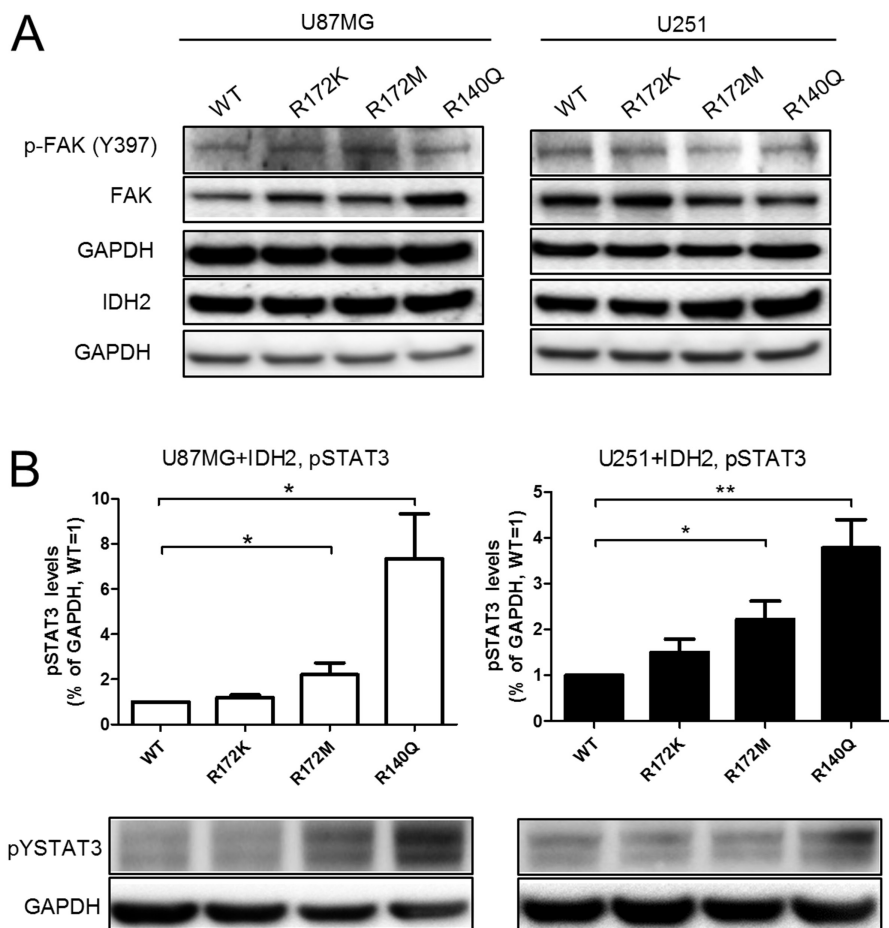 A
U87MG
U251
WT R172K R172M R140Q
WT R172K R172M R140Q
p-FAK (Y397)
FAK
GAPDH
IDH2
GAPDH
B
U87MG+IDH2, pSTAT3
pSTAT3 levels
(% of GAPDH, WT=1)
10
8
6
4
2
0
*
*
WT R172K R172M R140Q
U251+IDH2, pSTAT3
pSTAT3 levels
(% of GAPDH, WT=1)
5
4
3
2
1
0
**
*
WT R172K R172M R140Q
pYSTAT3
GAPDH